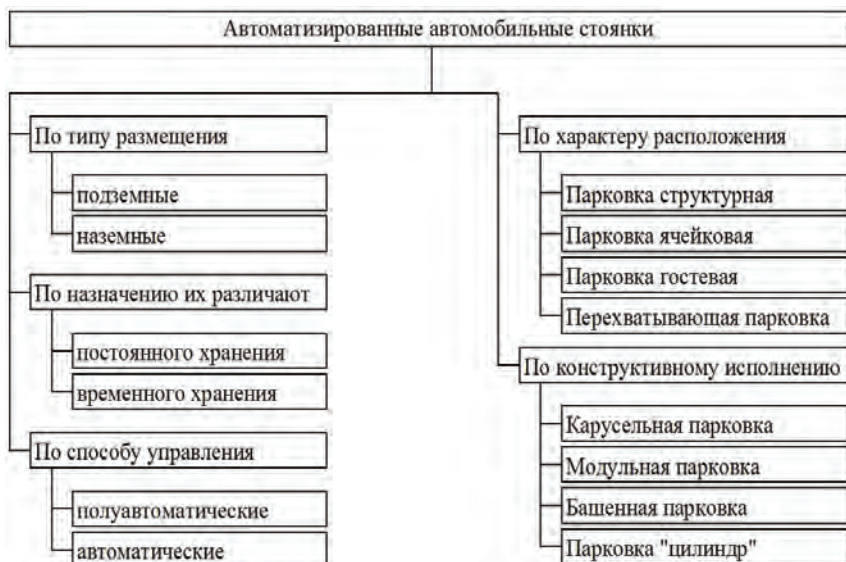 Автоматизированные автомобильные стоянки
По типу размещения
подземные
наземные
По назначению их различают
постоянного хранения
временного хранения
По способу управления
полуавтоматические
автоматические
По характеру расположения
Парковка структурная
Парковка ячейковая
Парковка гостевая
Перехватывающая парковка
По конструктивному исполнению
Карусельная парковка
Модульная парковка
Башенная парковка
Парковка "цилиндр"